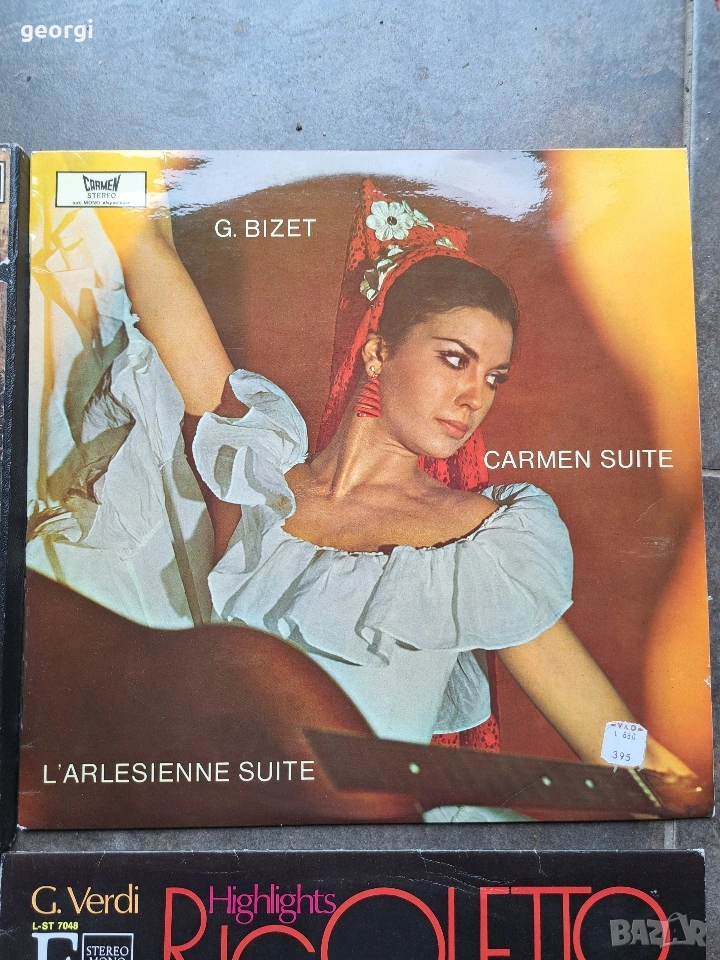 georgi
CARMEN
STEREO
G. BIZET
CARMEN SUITE
L'ARLESIENNE SUITE
395
G. Verdi
Highlights
RIGOLETTO
L-ST 7048
STEREO
MONO
BAZAR